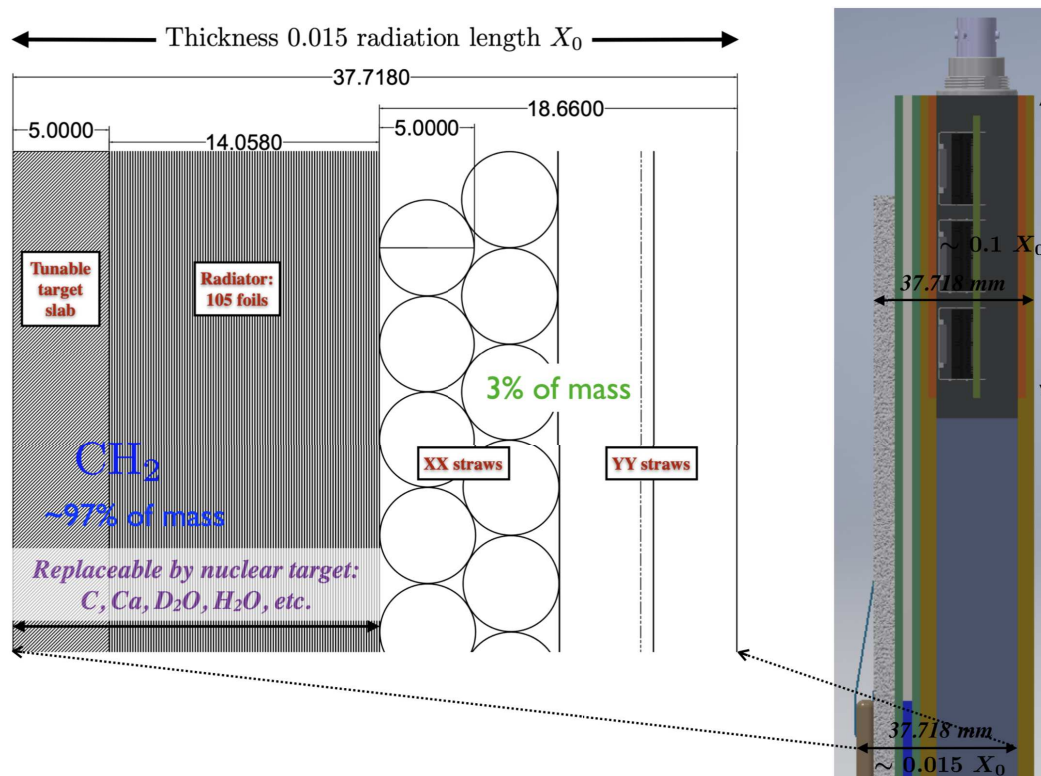 Thickness 0.015 radiation length X₀
37.7180
18.6600
5.0000
14.0580
5.0000
Tunable
target
slab
Radiator:
105 foils
3% of mass
XX straws
YY straws
CH₂
~97% of mass
Replaceable by nuclear target:
C, Ca, D₂O, H₂O, etc.
~ 0.1 X₀
37.718 mm
37.718 mm
~ 0.015 X₀